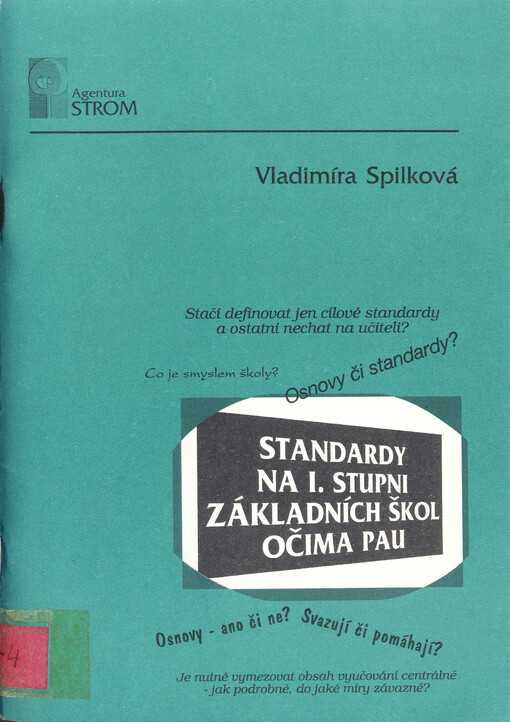 Agentura
STROM
Vladimíra Spilková
Stačí definovat jen cílové standardy
a ostatní nechat na učiteli?
Osnovy či standardy?
Co je smyslem školy?
STANDARDY
NA I. STUPNI
ZÁKLADNÍCH ŠKOL
OČIMA PAU
Osnovy - ano či ne? Svazují či pomáhají?
Je nutné vymezovat obsah vyučování centrálně
- jak podrobně, do jaké míry závazně?
-4